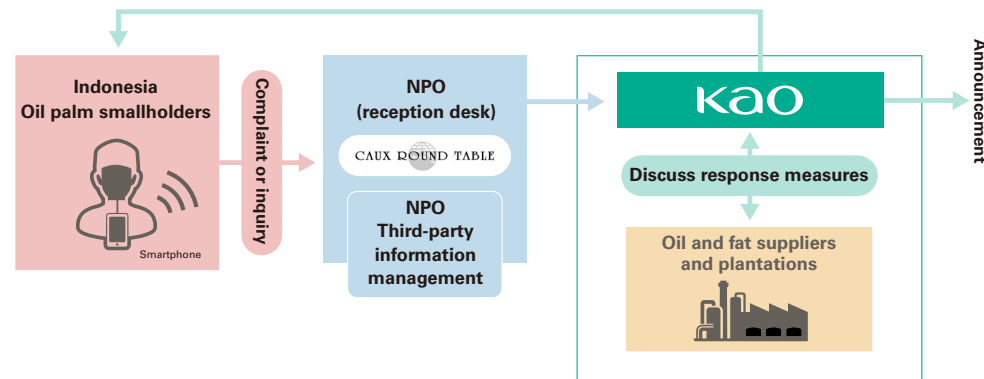 Indonesia
Oil palm smallholders
Smartphone
Complaint or inquiry
NPO
(reception desk)
CAUX ROUND TABLE
NPO
Third-party
information
management
Kao
Discuss response measures
Oil and fat suppliers
and plantations
Announcement